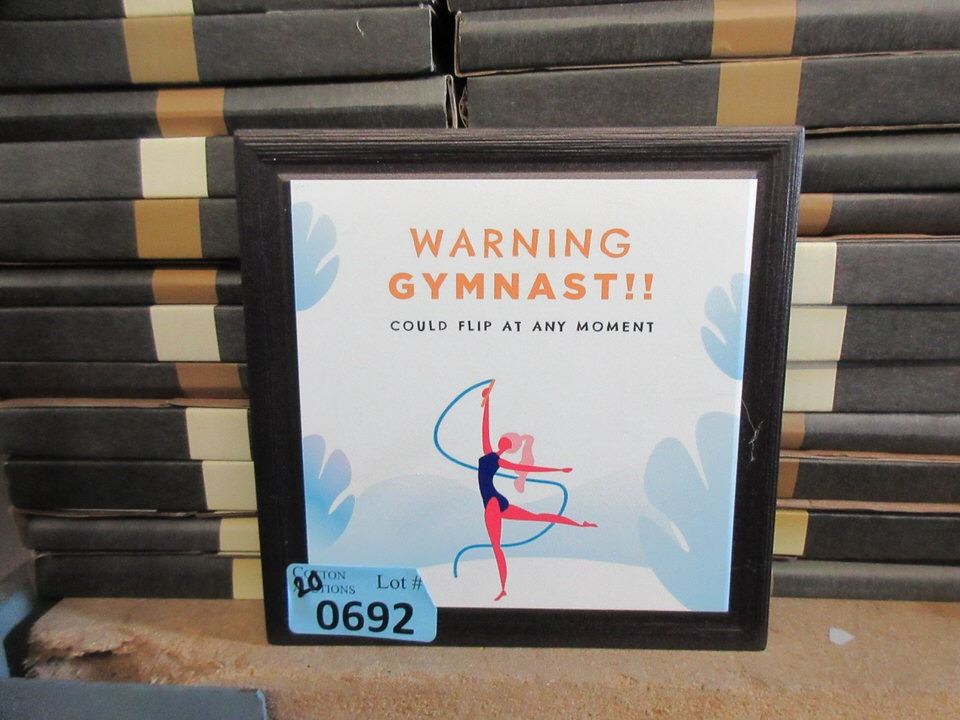 WARNING
GYMNAST!!
COULD FLIP AT ANY MOMENT
20
Lot #
0692